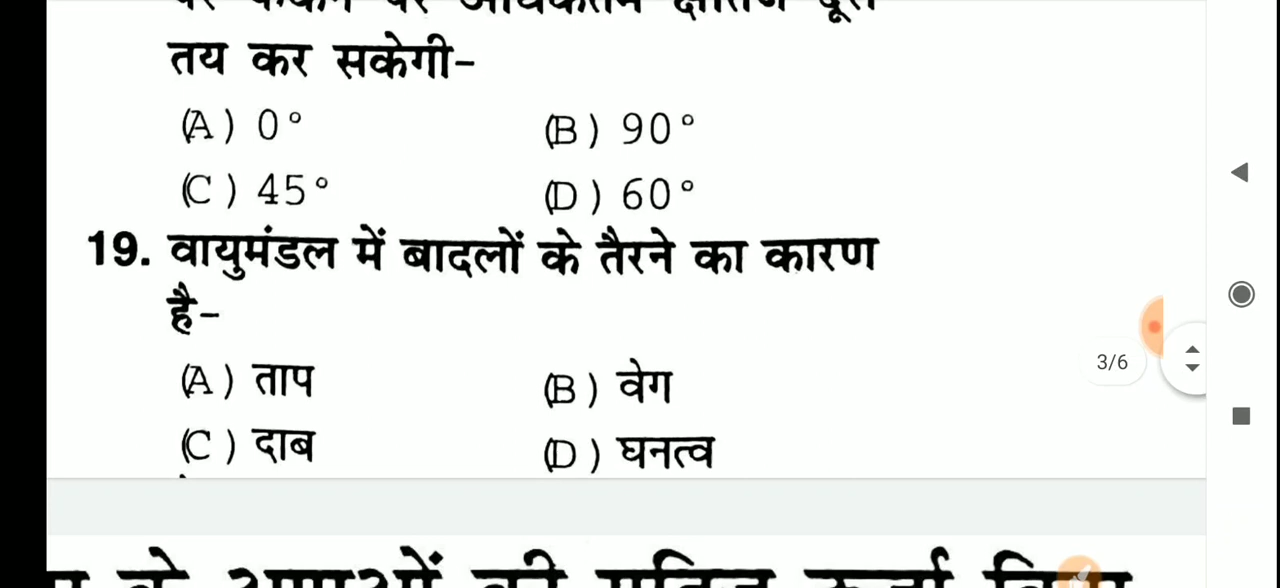 तय कर सकेगी-
(A) 0° (B) 90°
(C) 45° (D) 60°
19. वायुमंडल में बादलों के तैरने का कारण
है-
(A) ताप (B) वेग
3/6
(C) दाब (D) घनत्व